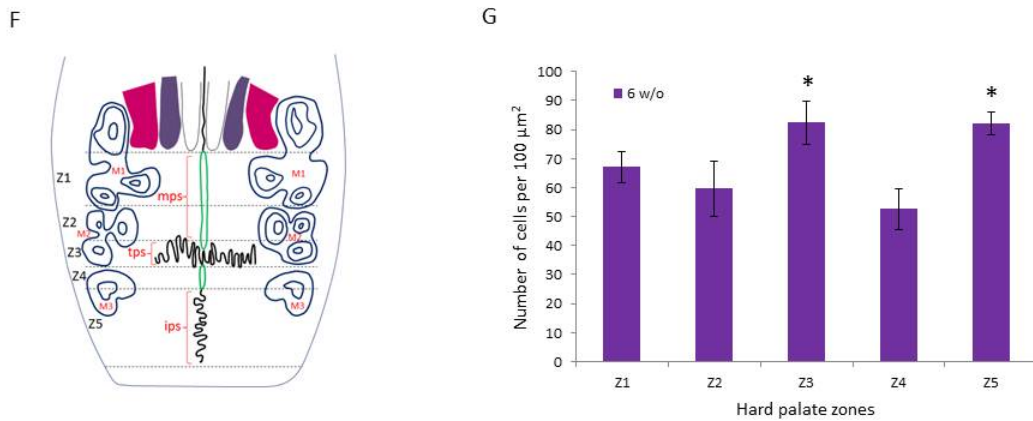 F
G
Z1
M1
M1
mps
Z2
M2
M2
Z3
tps
Z4
M3
M3
Z5
ips
Number of cells per 100 µm²
100
90
80
70
60
50
40
30
20
10
0
6 w/o
*
*
Z1 Z2 Z3 Z4 Z5
Hard palate zones